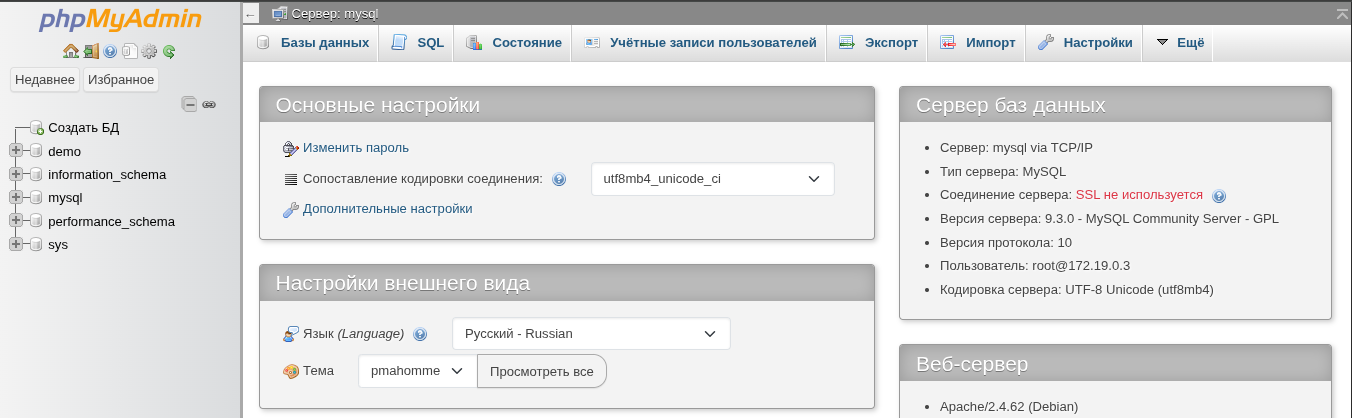 phpMyAdmin
Недавнее Избранное
Создать БД
demo
information_schema
mysql
performance_schema
sys
← Сервер: mysql
Базы данных SQL Состояние Учётные записи пользователей Экспорт Импорт Настройки Ещё
Основные настройки
Изменить пароль
Сопоставление кодировки соединения: utf8mb4_unicode_ci
Дополнительные настройки
Настройки внешнего вида
Язык (Language) Русский - Russian
Тема pmahomme Просмотреть все
Сервер баз данных
Сервер: mysql via TCP/IP
Тип сервера: MySQL
Соединение сервера: SSL не используется
Версия сервера: 9.3.0 - MySQL Community Server - GPL
Версия протокола: 10
Пользователь: root@172.19.0.3
Кодировка сервера: UTF-8 Unicode (utf8mb4)
Веб-сервер
Apache/2.4.62 (Debian)